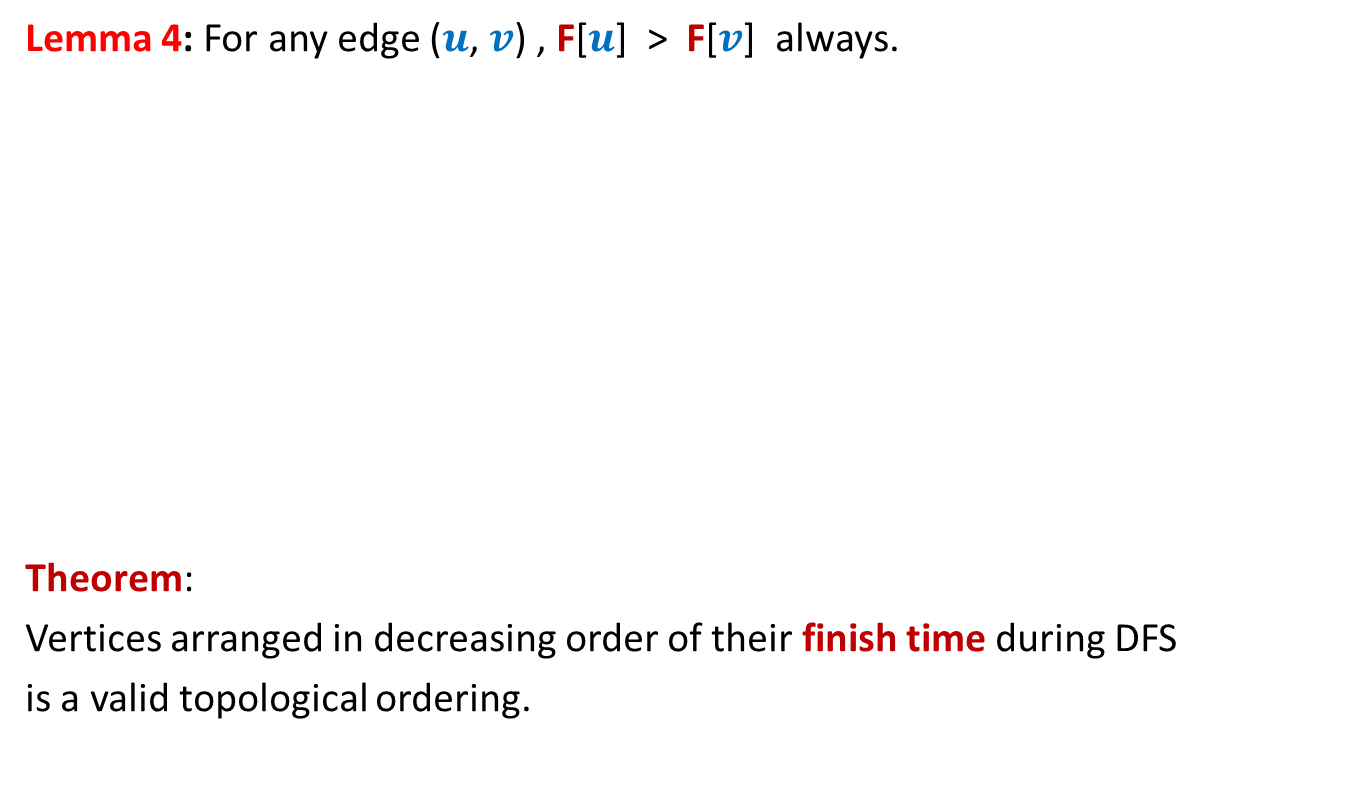 Lemma 4: For any edge (𝒖, 𝒗) , F[𝒖] > F[𝒗] always.
Theorem:
Vertices arranged in decreasing order of their finish time during DFS
is a valid topological ordering.